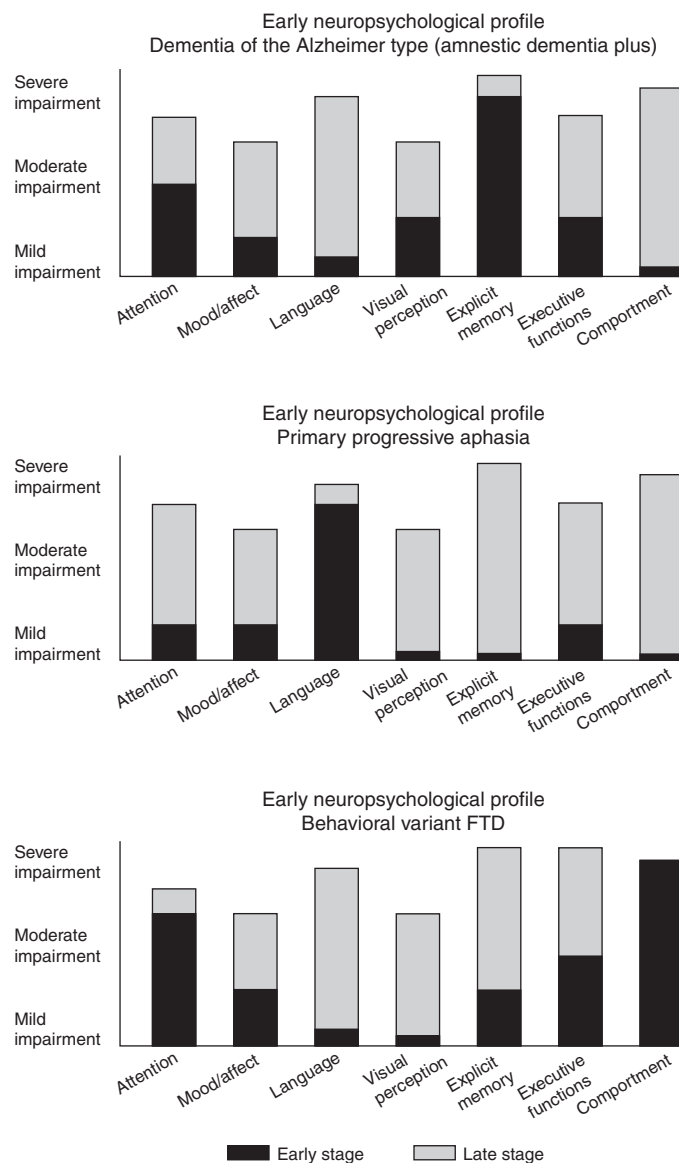 Early neuropsychological profile
Dementia of the Alzheimer type (amnestic dementia plus)
Severe
impairment
Moderate
impairment
Mild
impairment
Attention
Mood/affect
Language
Visual
perception
Explicit
memory
Executive
functions
Comportment
Early neuropsychological profile
Primary progressive aphasia
Severe
impairment
Moderate
impairment
Mild
impairment
Attention
Mood/affect
Language
Visual
perception
Explicit
memory
Executive
functions
Comportment
Early neuropsychological profile
Behavioral variant FTD
Severe
impairment
Moderate
impairment
Mild
impairment
Attention
Mood/affect
Language
Visual
perception
Explicit
memory
Executive
functions
Comportment
Early stage
Late stage